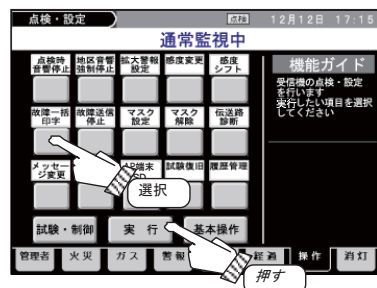 点検・設定
点検
12月12日 17:15
通常監視中
点検時
音響停止
地区音響
強制停止
拡大警報
設定
感度変更
感度
シフト
故障一括
印字
故障送信
停止
マスク
設定
マスク
解除
伝送路
診断
メッセー
ジ変更
試験復旧
履歴管理
選択
機能ガイド
受信機の点検・設定
を行います
実行したい項目を選択
してください
試験・制御
実 行
基本操作
管理者
火災
ガス
警報
経過
操作
消灯
押す